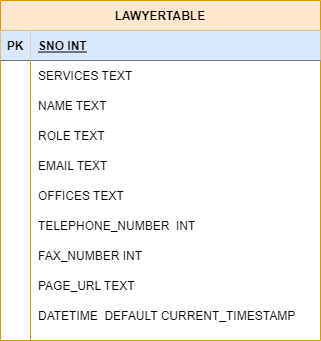 LAWYERTABLE
PK SNO INT
SERVICES TEXT
NAME TEXT
ROLE TEXT
EMAIL TEXT
OFFICES TEXT
TELEPHONE_NUMBER  INT
FAX_NUMBER INT
PAGE_URL TEXT
DATETIME  DEFAULT CURRENT_TIMESTAMP